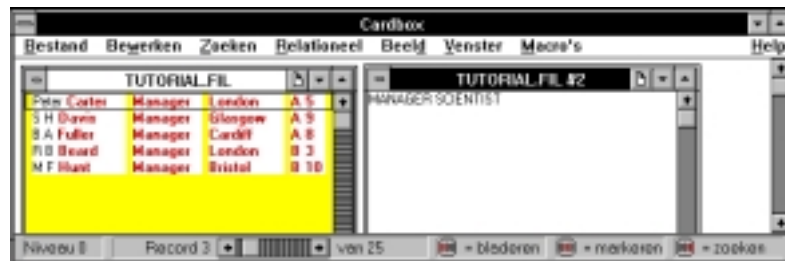 Cardbox
Bestand Bewerken Zoeken Relationeel Beeld Venster Macro's Help
TUTORIAL.FIL
TUTORIAL.FIL #2
Peter Carter Manager London A 5
S H Davis Manager Glasgow A 9
B A Fuller Manager Cardiff A 8
R B Beard Manager London B 3
M F Hunt Manager Bristol B 10
MANAGER SCIENTIST
Niveau 0 Record 3 van 25 = bladeren = markeren = zoeken